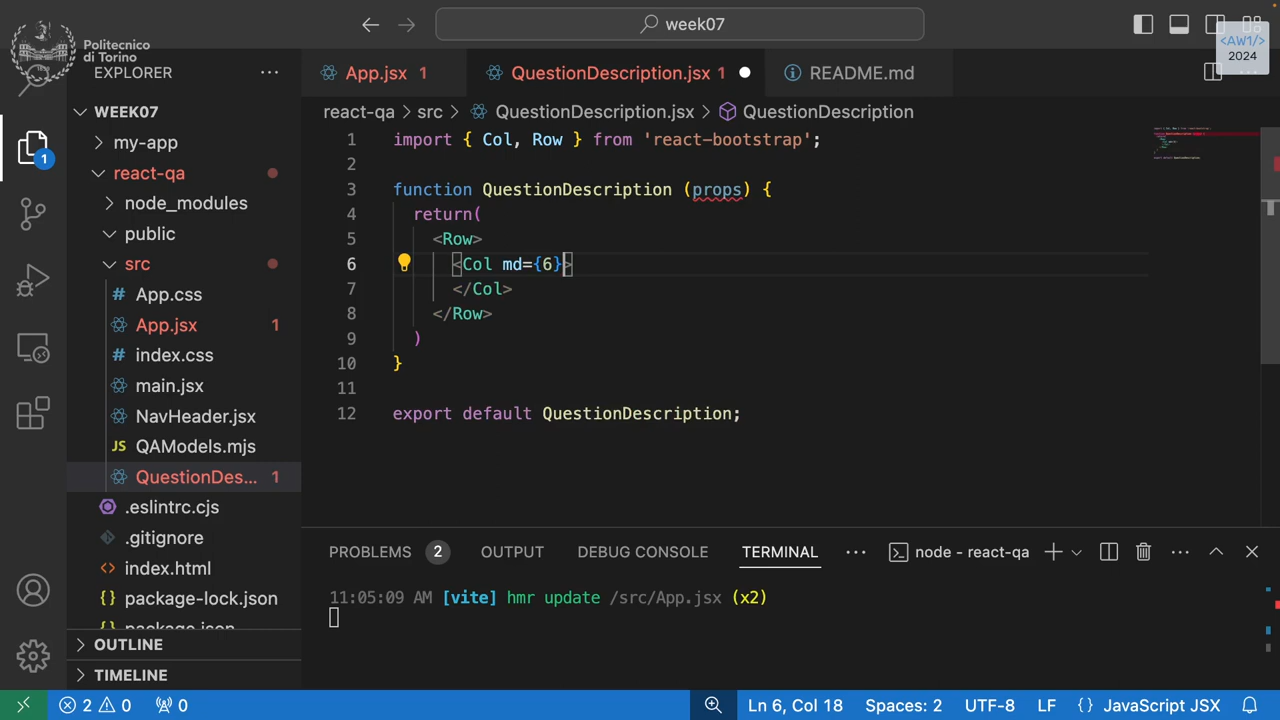 week07
Politecnico
di Torino
<AW1/>
2024
EXPLORER
App.jsx 1
QuestionDescription.jsx 1
README.md
WEEK07
react-qa > src > QuestionDescription.jsx > QuestionDescription
my-app
react-qa
node_modules
public
src
App.css
App.jsx 1
index.css
main.jsx
NavHeader.jsx
JS QAModels.mjs
QuestionDes... 1
.eslintrc.cjs
.gitignore
index.html
package-lock.json
package.json
OUTLINE
TIMELINE
1
1 import { Col, Row } from 'react-bootstrap';
2
3 function QuestionDescription (props) {
4 return(
5 <Row>
6 <Col md={6}>
7 </Col>
8 </Row>
9 )
10 }
11
12 export default QuestionDescription;
PROBLEMS 2 OUTPUT DEBUG CONSOLE TERMINAL ... node - react-qa
11:05:09 AM [vite] hmr update /src/App.jsx (x2)
2 0 0 Ln 6, Col 18 Spaces: 2 UTF-8 LF {} JavaScript JSX